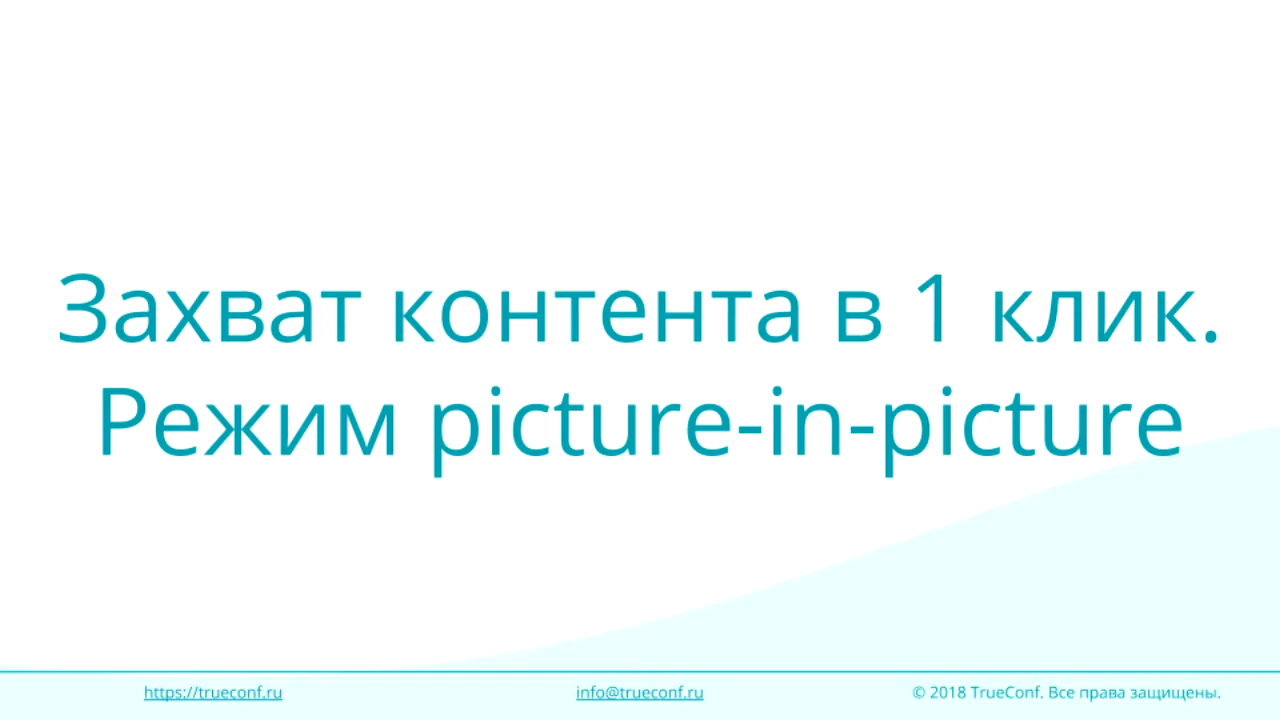 Захват контента в 1 клик.
Режим picture-in-picture
https://trueconf.ru
info@trueconf.ru
© 2018 TrueConf. Все права защищены.